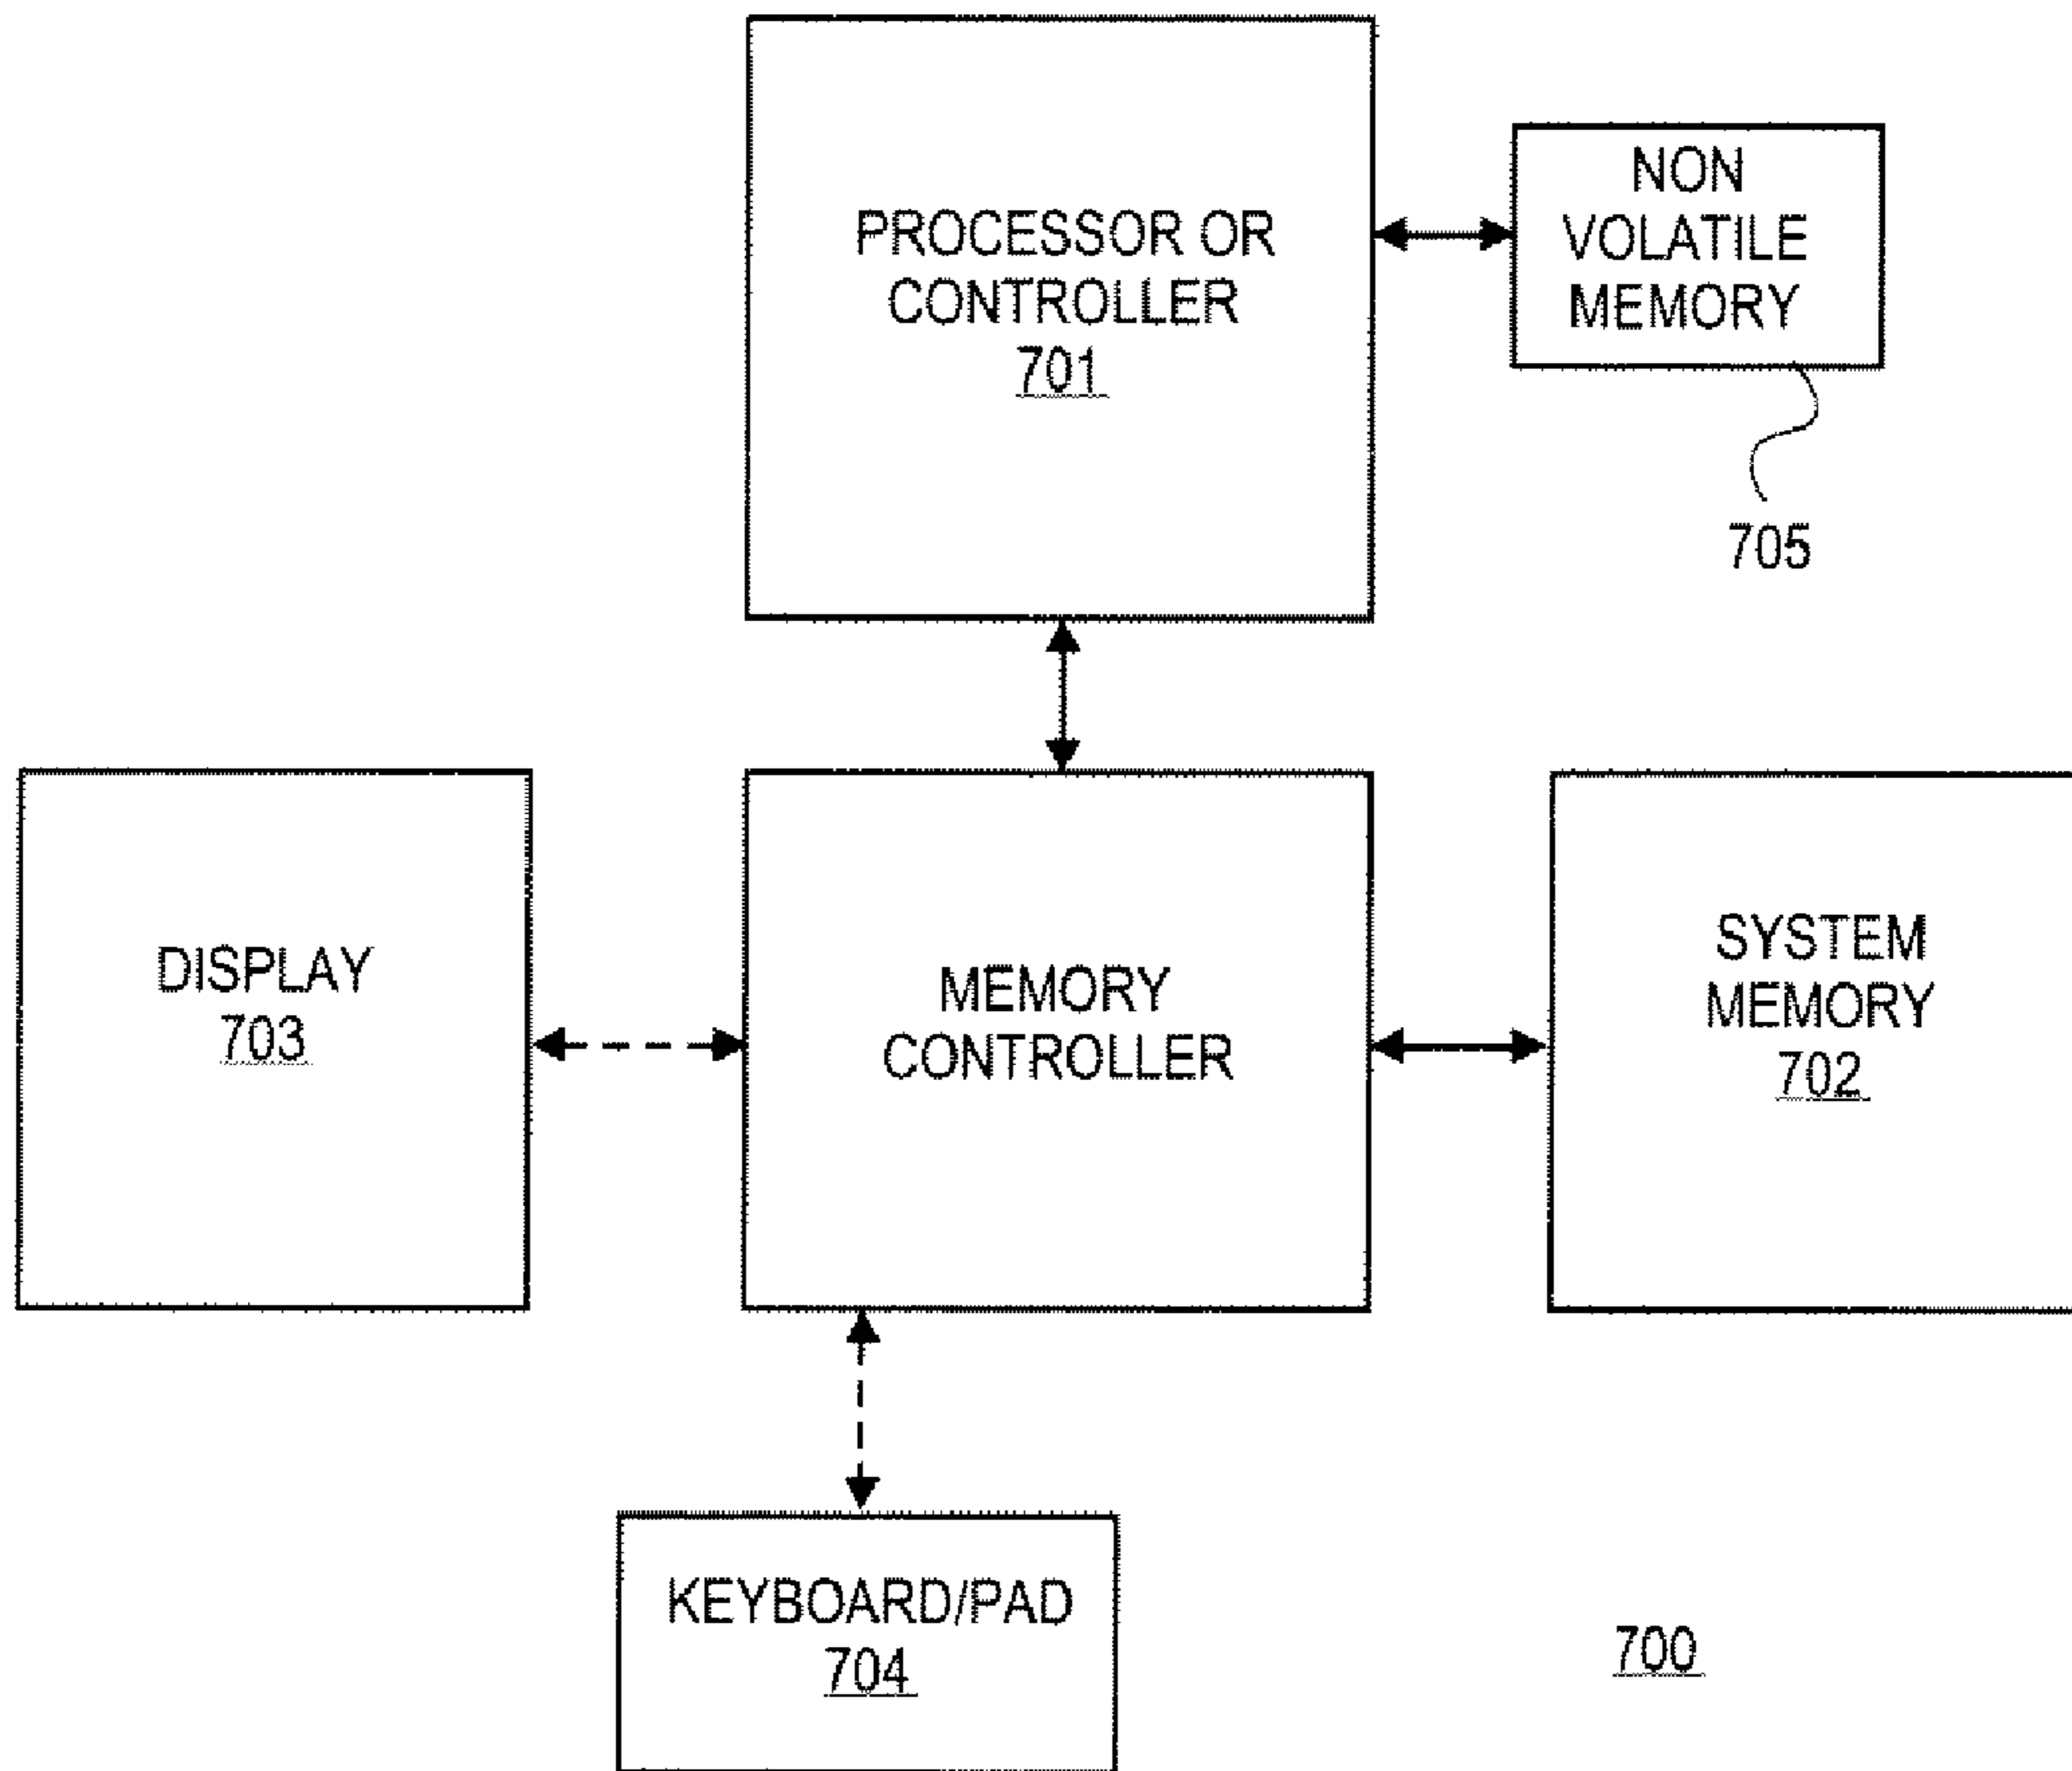 PROCESSOR OR
CONTROLLER
701
NON
VOLATILE
MEMORY
705
DISPLAY
703
MEMORY
CONTROLLER
SYSTEM
MEMORY
702
KEYBOARD/PAD
704
700